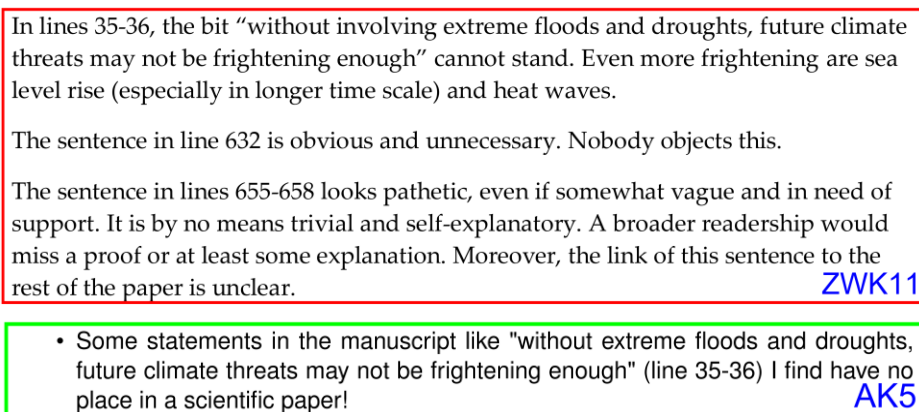 In lines 35-36, the bit “without involving extreme floods and droughts, future climate
threats may not be frightening enough” cannot stand. Even more frightening are sea
level rise (especially in longer time scale) and heat waves.
The sentence in line 632 is obvious and unnecessary. Nobody objects this.
The sentence in lines 655-658 looks pathetic, even if somewhat vague and in need of
support. It is by no means trivial and self-explanatory. A broader readership would
miss a proof or at least some explanation. Moreover, the link of this sentence to the
rest of the paper is unclear.
ZWK11
• Some statements in the manuscript like "without extreme floods and droughts,
future climate threats may not be frightening enough" (line 35-36) I find have no
place in a scientific paper!
AK5